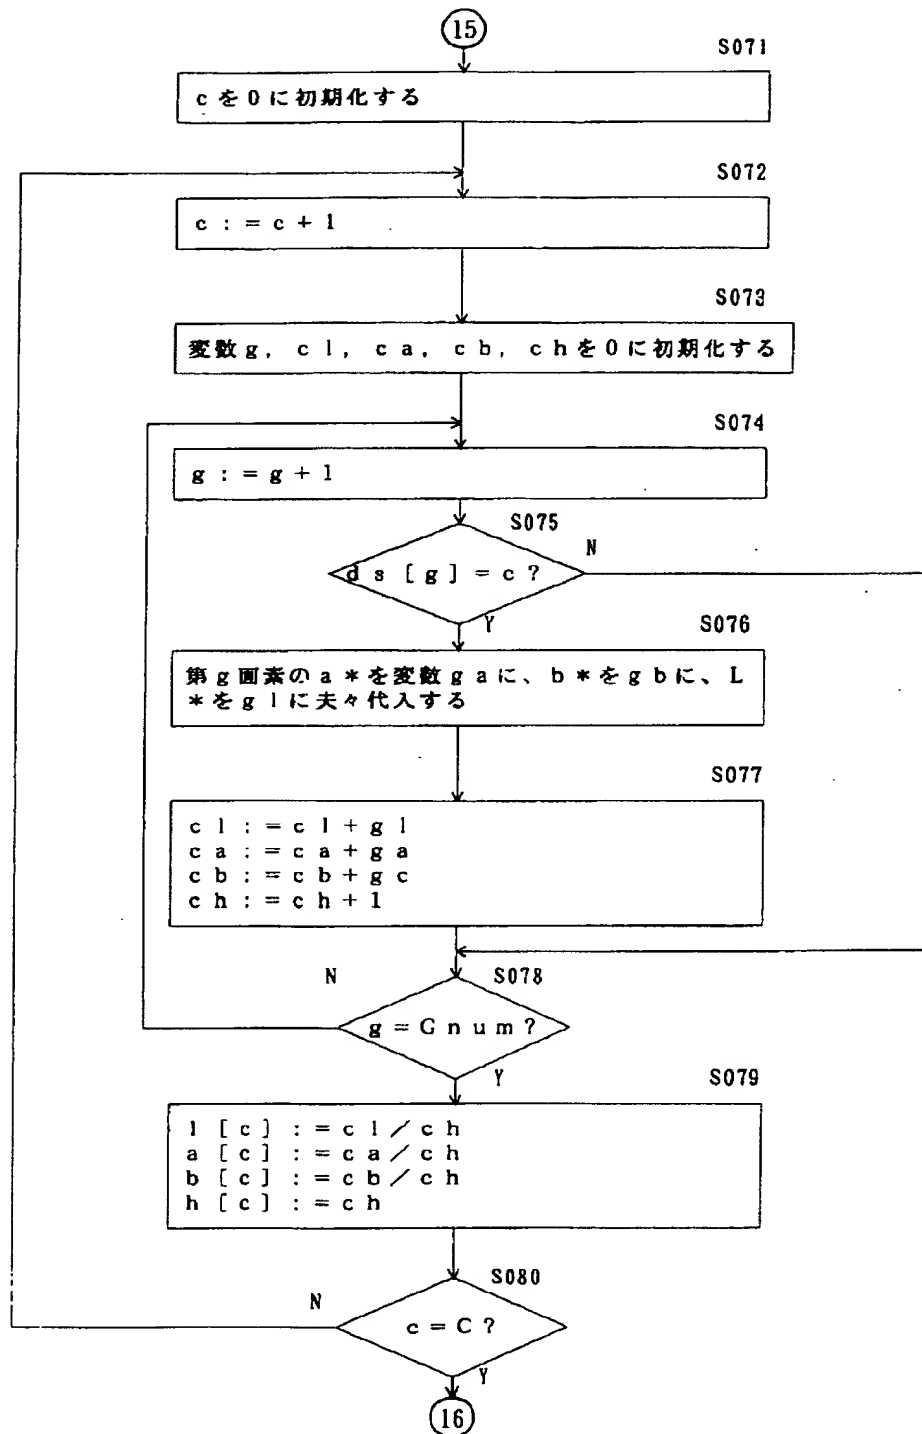 15
S071
cを0に初期化する
S072
c:=c+1
S073
変数g，cl，ca，cb，chを0に初期化する
S074
g:=g+1
S075
ds[g]=c?
N
Y
S076
第g画素のa*を変数gaに、b*をgbに、L
*をglに夫々代入する
S077
cl:=cl+gl
ca:=ca+ga
cb:=cb+gc
ch:=ch+1
N
S078
g=Gnum?
Y
S079
l[c]:=cl／ch
a[c]:=ca／ch
b[c]:=cb／ch
h[c]:=ch
S080
N
c=C?
Y
16